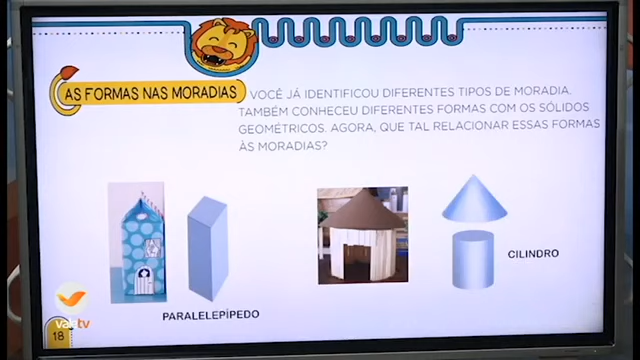 AS FORMAS NAS MORADIAS
VOCÊ JÁ IDENTIFICOU DIFERENTES TIPOS DE MORADIA.
TAMBÉM CONHECEU DIFERENTES FORMAS COM OS SÓLIDOS
GEOMÉTRICOS. AGORA, QUE TAL RELACIONAR ESSAS FORMAS
ÀS MORADIAS?
CILINDRO
PARALELEPÍPEDO
18